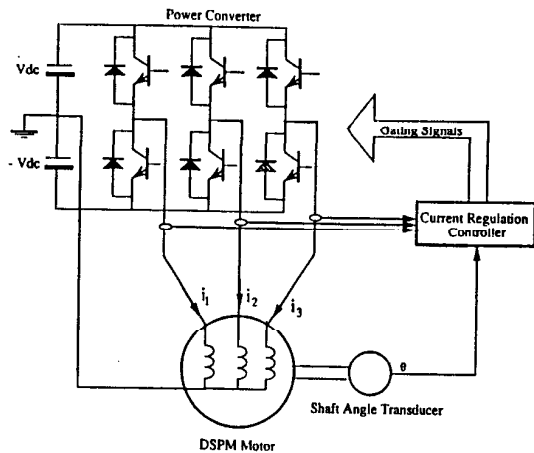 Power Converter
Vdc
- Vdc
Gating Signals
Current Regulation
Controller
i1
i2
i3
θ
Shaft Angle Transducer
DSPM Motor